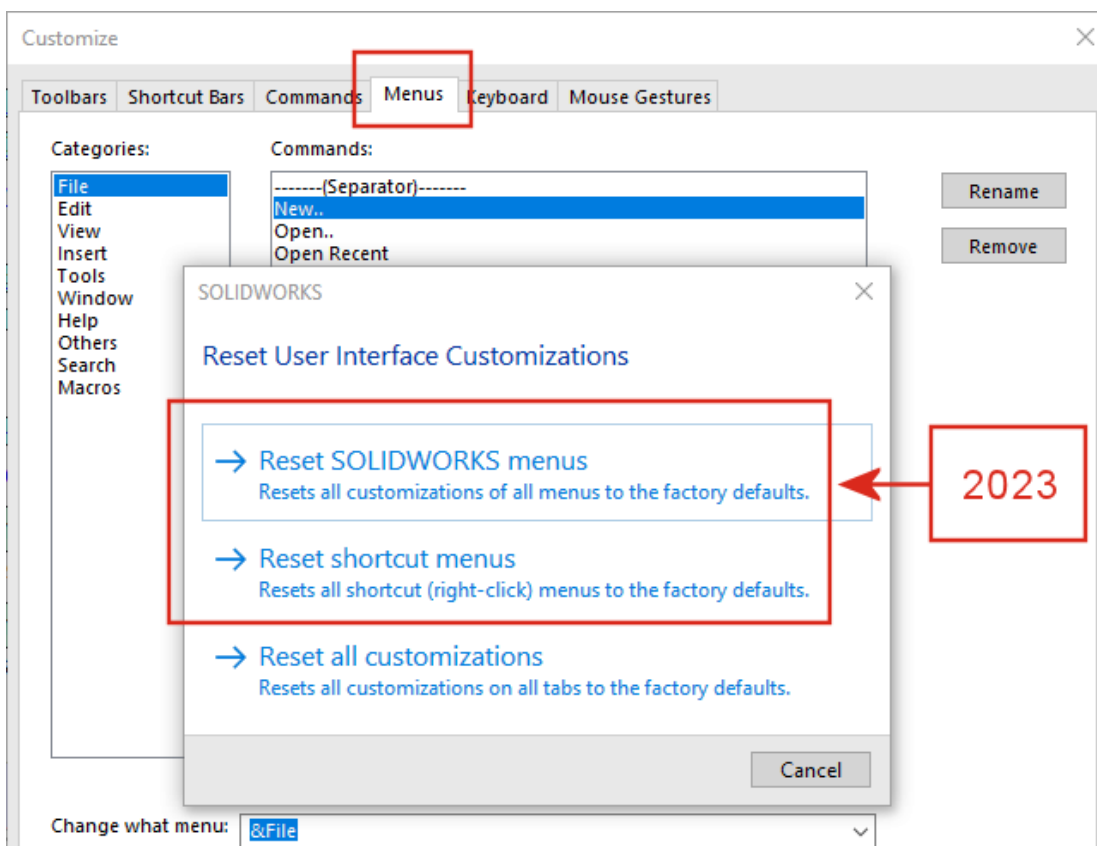 Customize
Toolbars Shortcut Bars Commands Menus Keyboard Mouse Gestures
Categories: Commands:
File
Edit
View
Insert
Tools
Window
Help
Others
Search
Macros
-------(Separator)-------
New..
Open..
Open Recent
Rename
Remove
SOLIDWORKS
Reset User Interface Customizations
Reset SOLIDWORKS menus
Resets all customizations of all menus to the factory defaults.
Reset shortcut menus
Resets all shortcut (right-click) menus to the factory defaults.
Reset all customizations
Resets all customizations on all tabs to the factory defaults.
2023
Cancel
Change what menu: &File